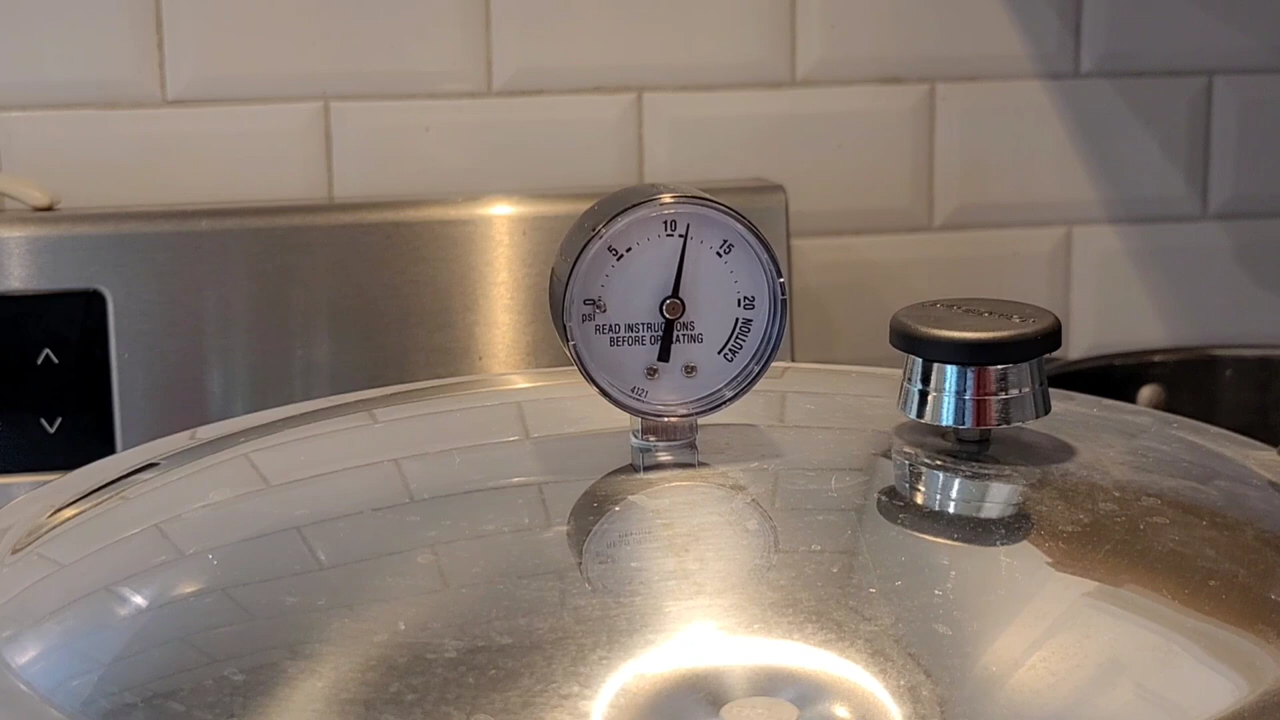 0 5 10 15 20
psi
READ INSTRUCTIONS
BEFORE OPERATING
CAUTION
4121